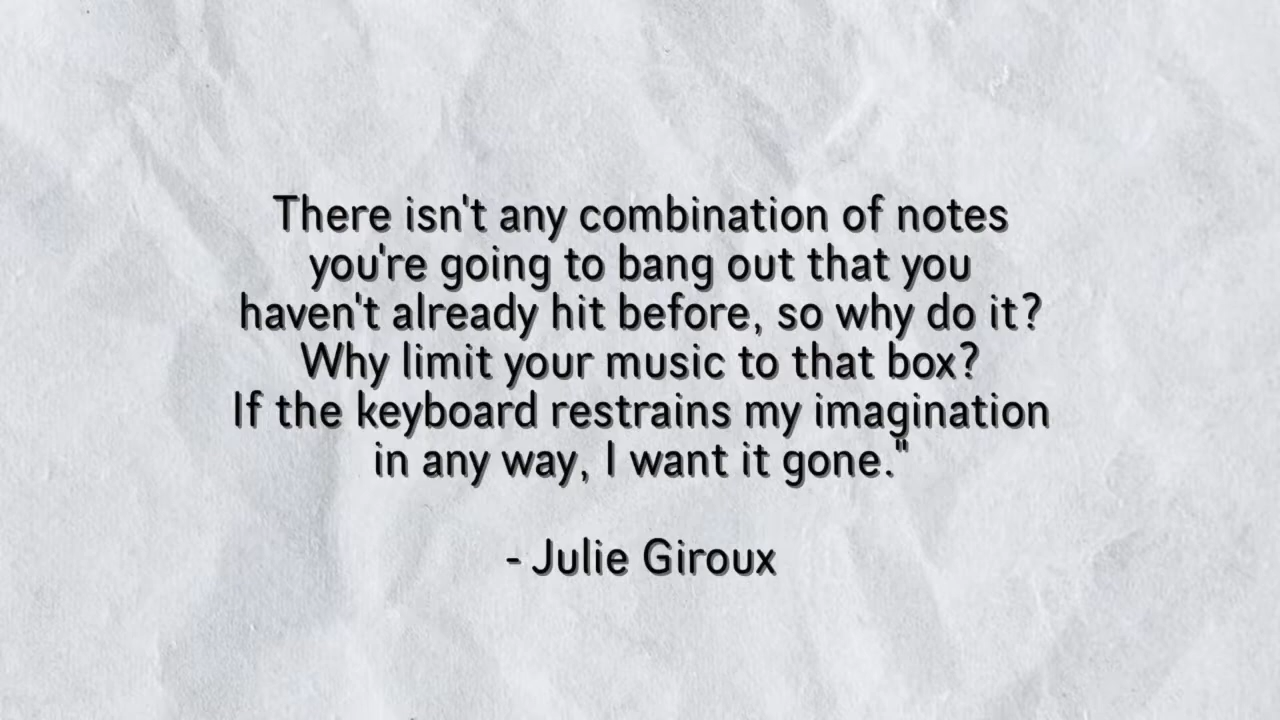 There isn't any combination of notes
you're going to bang out that you
haven't already hit before, so why do it?
Why limit your music to that box?
If the keyboard restrains my imagination
in any way, I want it gone."
- Julie Giroux